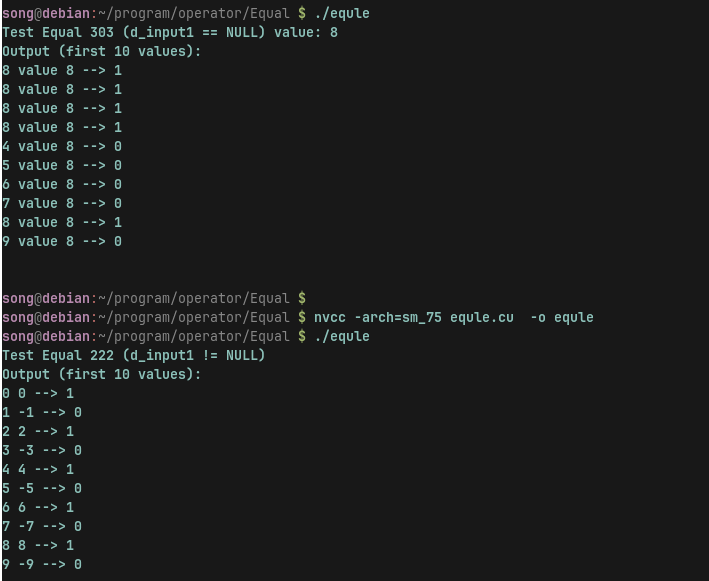 song@debian:~/program/operator/Equal $ ./equle
Test Equal 303 (d_input1 == NULL) value: 8
Output (first 10 values):
8 value 8 --> 1
8 value 8 --> 1
8 value 8 --> 1
8 value 8 --> 1
4 value 8 --> 0
5 value 8 --> 0
6 value 8 --> 0
7 value 8 --> 0
8 value 8 --> 1
9 value 8 --> 0
song@debian:~/program/operator/Equal $
song@debian:~/program/operator/Equal $ nvcc -arch=sm_75 equle.cu  -o equle
song@debian:~/program/operator/Equal $ ./equle
Test Equal 222 (d_input1 != NULL)
Output (first 10 values):
0 0 --> 1
1 -1 --> 0
2 2 --> 1
3 -3 --> 0
4 4 --> 1
5 -5 --> 0
6 6 --> 1
7 -7 --> 0
8 8 --> 1
9 -9 --> 0